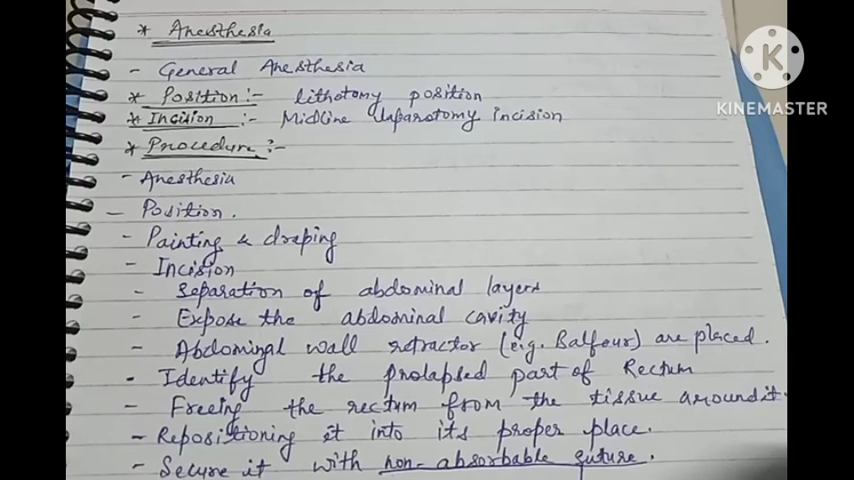 * Anesthesia
- General Anesthesia
* Position :- Lithotomy position
* Incision :- Midline Laparotomy incision
* Procedure :-
- Anesthesia
- Position.
- Painting & draping
- Incision
- Separation of abdominal layers
- Expose the abdominal cavity
- Abdominal wall retractor (e.g. Balfour) are placed.
- Identify the prolapsed part of Rectum
- Freeing the rectum from the tissue around it.
- Repositioning it into its proper place.
- Secure it with non-absorbable suture.
K
KINEMASTER